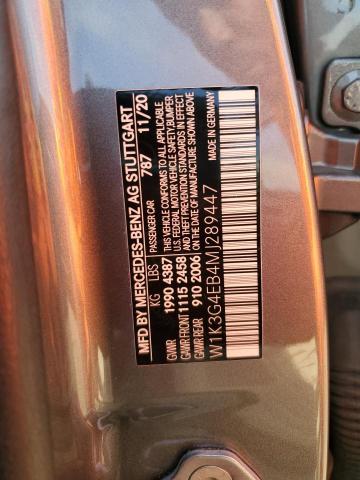 MFD BY MERCEDES-BENZ AG STUTTGART
PASSENGER CAR 787 11/20
KG LBS
GVWR 1990 4387
GAWR FRONT 1115 2458
GAWR REAR 910 2006
THIS VEHICLE CONFORMS TO ALL APPLICABLE
U.S. FEDERAL MOTOR VEHICLE SAFETY, BUMPER
AND THEFT PREVENTION STANDARDS IN EFFECT
ON THE DATE OF MANUFACTURE SHOWN ABOVE.
W1K3G4EB4MJ289447
MADE IN GERMANY